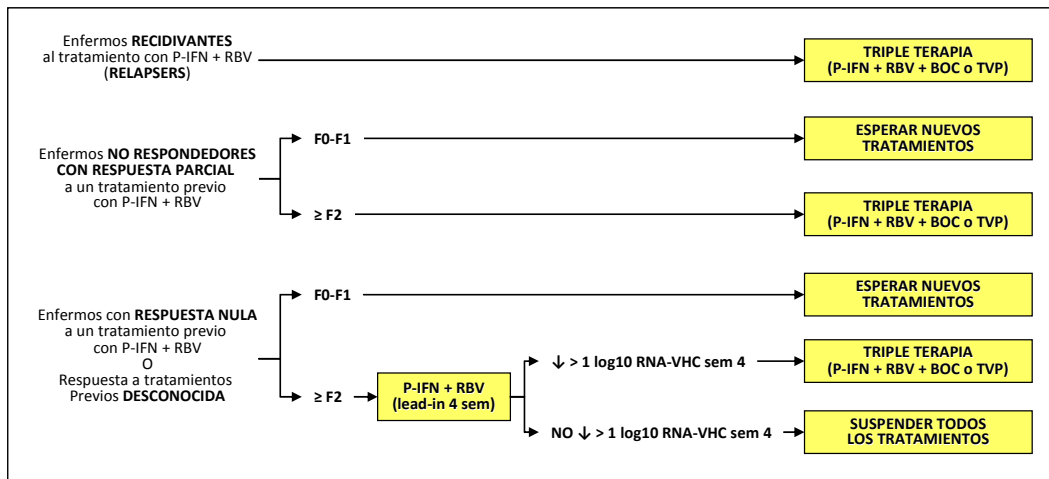 Enfermos RECIDIVANTES
al tratamiento con P-IFN + RBV
(RELAPSERS)
TRIPLE TERAPIA
(P-IFN + RBV + BOC o TVP)
Enfermos NO RESPONDEDORES
CON RESPUESTA PARCIAL
a un tratamiento previo
con P-IFN + RBV
F0-F1
ESPERAR NUEVOS
TRATAMIENTOS
≥ F2
TRIPLE TERAPIA
(P-IFN + RBV + BOC o TVP)
Enfermos con RESPUESTA NULA
a un tratamiento previo
con P-IFN + RBV
O
Respuesta a tratamientos
Previos DESCONOCIDA
F0-F1
ESPERAR NUEVOS
TRATAMIENTOS
≥ F2
P-IFN + RBV
(lead-in 4 sem)
↓ > 1 log10 RNA-VHC sem 4
TRIPLE TERAPIA
(P-IFN + RBV + BOC o TVP)
NO ↓ > 1 log10 RNA-VHC sem 4
SUSPENDER TODOS
LOS TRATAMIENTOS